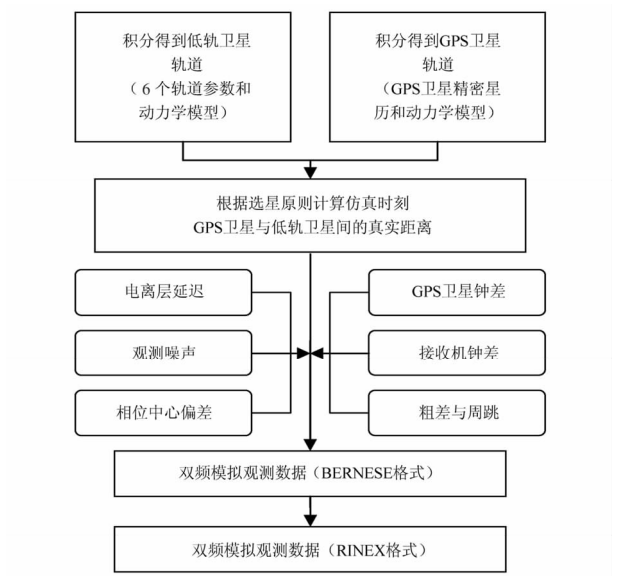 积分得到低轨卫星
轨道
（6 个轨道参数和
动力学模型）
积分得到GPS卫星
轨道
（GPS卫星精密星
历和动力学模型）
根据选星原则计算仿真时刻
GPS卫星与低轨卫星间的真实距离
电离层延迟
GPS卫星钟差
观测噪声
接收机钟差
相位中心偏差
粗差与周跳
双频模拟观测数据（BERNESE格式）
双频模拟观测数据（RINEX格式）